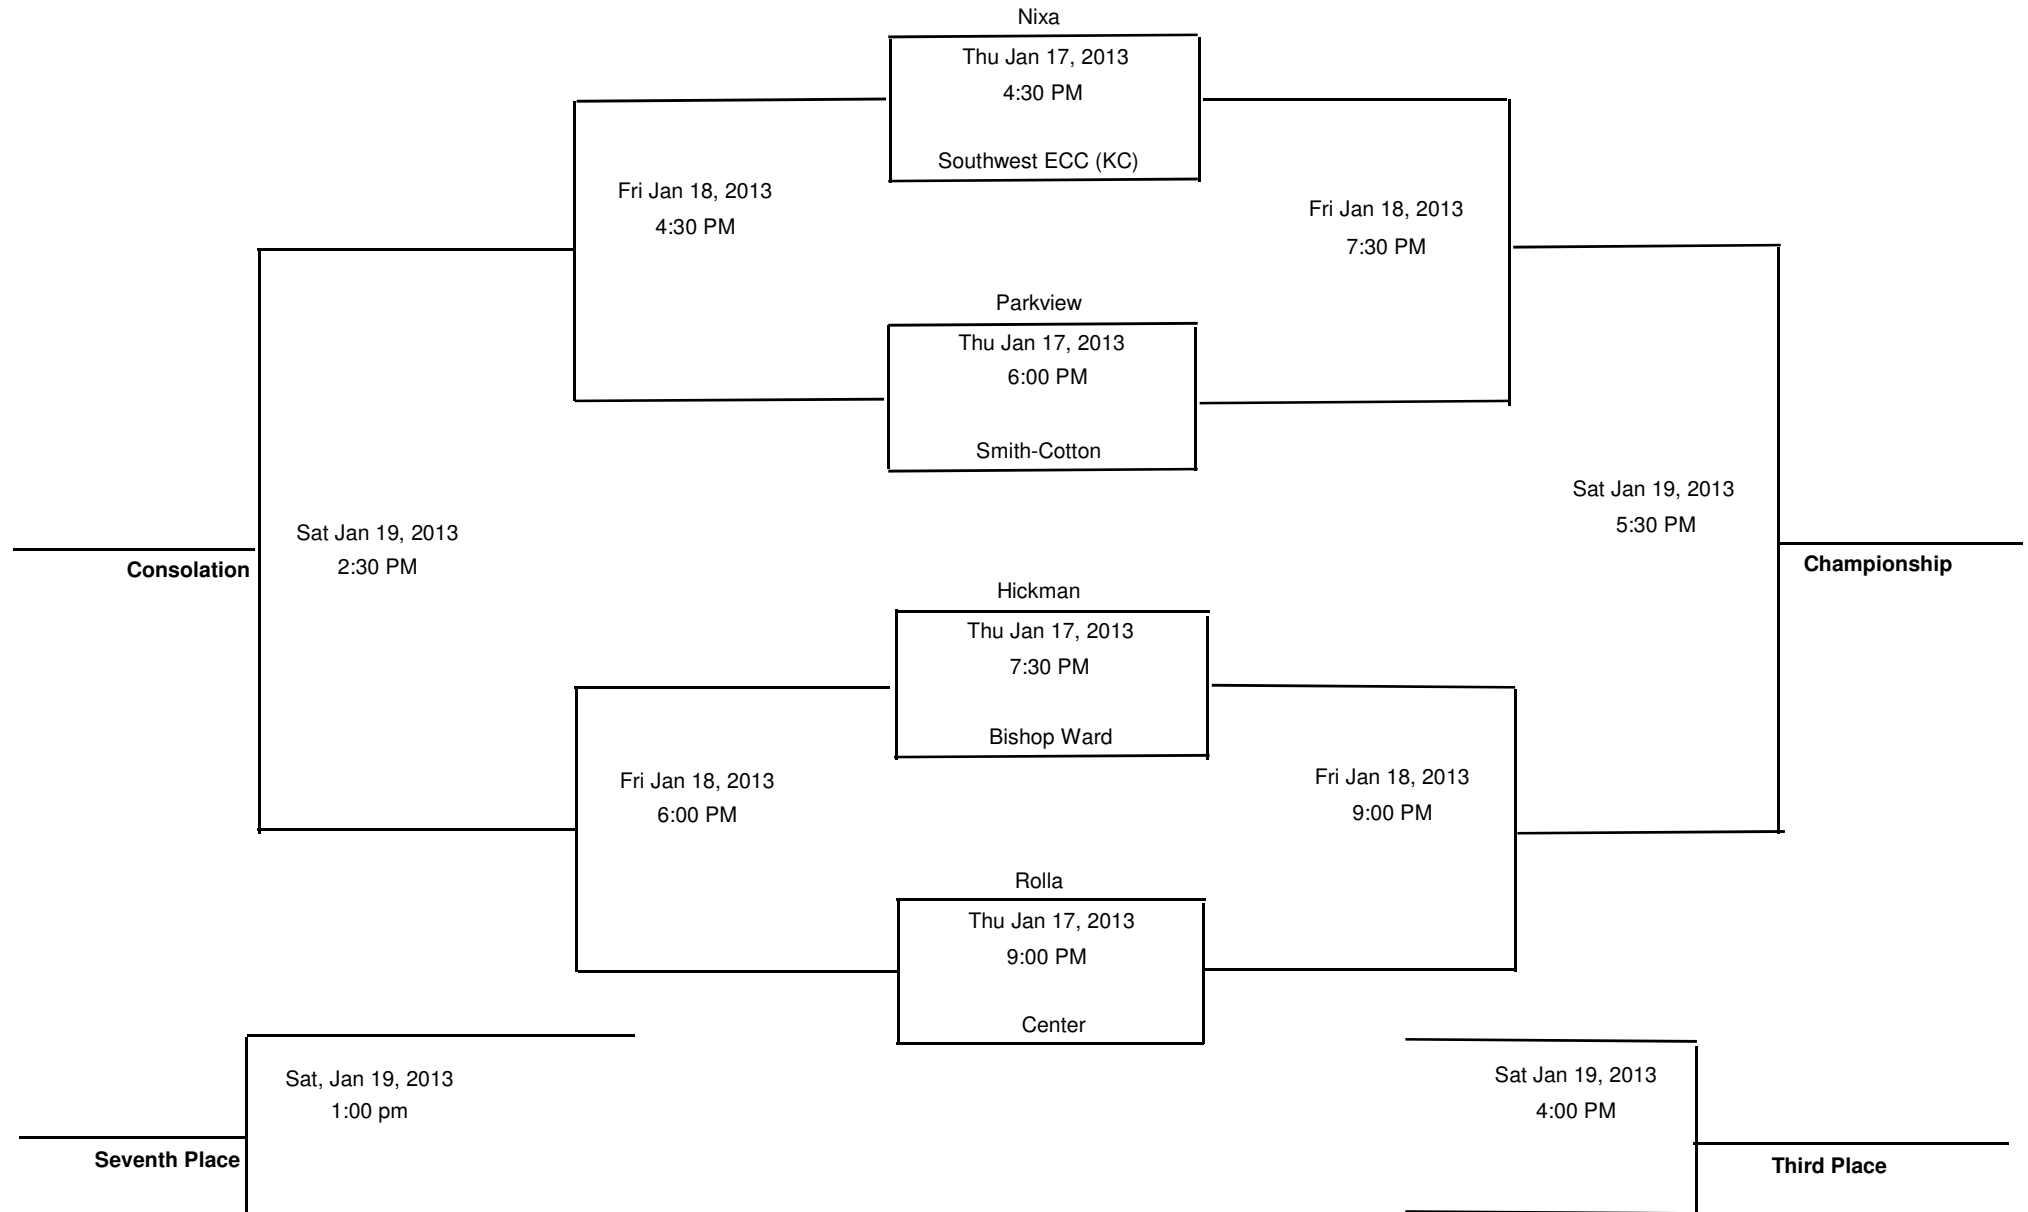 Nixa
Thu Jan 17, 2013
4:30 PM
Southwest ECC (KC)
Fri Jan 18, 2013
4:30 PM
Fri Jan 18, 2013
7:30 PM
Parkview
Thu Jan 17, 2013
6:00 PM
Smith-Cotton
Sat Jan 19, 2013
2:30 PM
Consolation
Sat Jan 19, 2013
5:30 PM
Championship
Hickman
Thu Jan 17, 2013
7:30 PM
Bishop Ward
Fri Jan 18, 2013
6:00 PM
Fri Jan 18, 2013
9:00 PM
Rolla
Thu Jan 17, 2013
9:00 PM
Center
Sat, Jan 19, 2013
1:00 pm
Seventh Place
Sat Jan 19, 2013
4:00 PM
Third Place